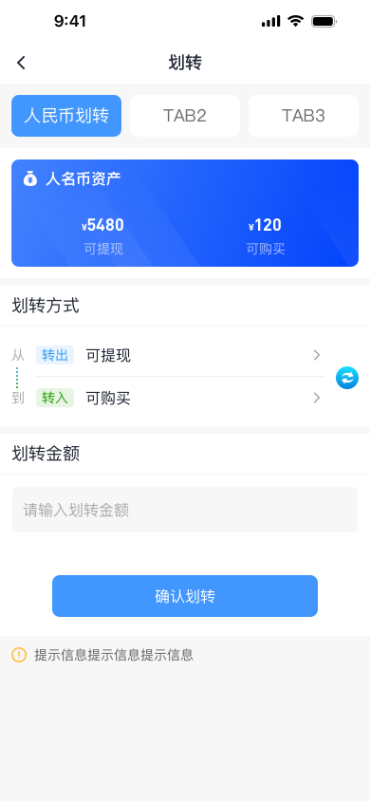 9:41
划转
人民币划转 TAB2 TAB3
人名币资产
¥5480 ¥120
可提现 可购买
划转方式
从 转出 可提现
到 转入 可购买
划转金额
请输入划转金额
确认划转
提示信息提示信息提示信息